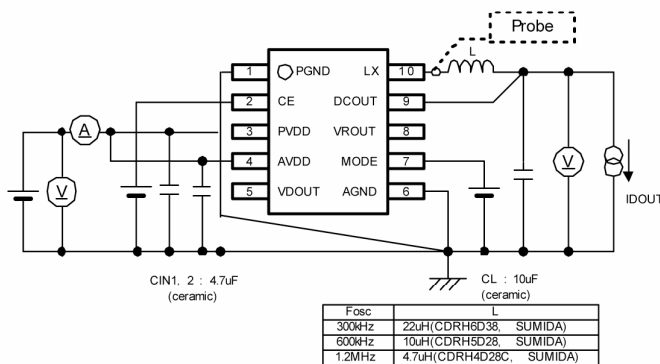 Probe
L
1 PGND LX 10
2 CE DCOUT 9
3 PVDD VROUT 8
4 AVDD MODE 7
5 VDOUT AGND 6
A
V
V
IDOUT
CIN1, 2 : 4.7uF
(ceramic)
CL : 10uF
(ceramic)
Fosc L
300kHz 22uH(CDRH6D38, SUMIDA)
600kHz 10uH(CDRH5D28, SUMIDA)
1.2MHz 4.7uH(CDRH4D28C, SUMIDA)